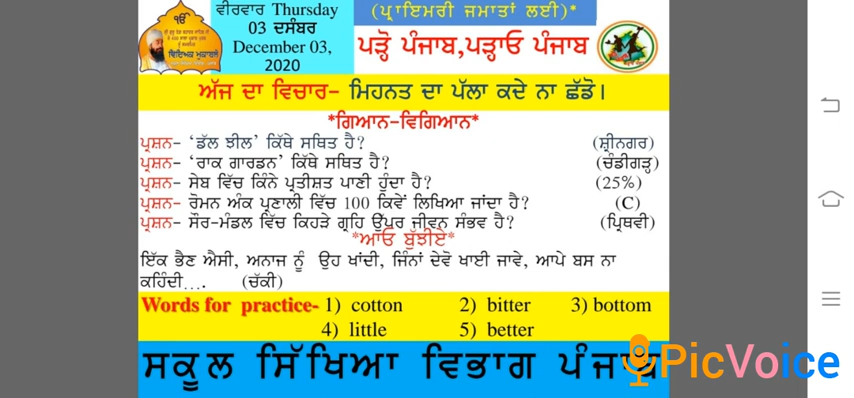 ਵੀਰਵਾਰ Thursday
03 ਦਸੰਬਰ
December 03,
2020
(ਪ੍ਰਾਇਮਰੀ ਜਮਾਤਾਂ ਲਈ)*
ਪੜ੍ਹੋ ਪੰਜਾਬ,ਪੜ੍ਹਾਓ ਪੰਜਾਬ
ਅੱਜ ਦਾ ਵਿਚਾਰ- ਮਿਹਨਤ ਦਾ ਪੱਲਾ ਕਦੇ ਨਾ ਛੱਡੋ।
*ਗਿਆਨ-ਵਿਗਿਆਨ*
ਪ੍ਰਸ਼ਨ- ‘ਡੱਲ ਝੀਲ’ ਕਿੱਥੇ ਸਥਿਤ ਹੈ? (ਸ਼੍ਰੀਨਗਰ)
ਪ੍ਰਸ਼ਨ- ‘ਰਾਕ ਗਾਰਡਨ’ ਕਿੱਥੇ ਸਥਿਤ ਹੈ? (ਚੰਡੀਗੜ੍ਹ)
ਪ੍ਰਸ਼ਨ- ਸੇਬ ਵਿੱਚ ਕਿੰਨੇ ਪ੍ਰਤੀਸ਼ਤ ਪਾਣੀ ਹੁੰਦਾ ਹੈ? (25%)
ਪ੍ਰਸ਼ਨ- ਰੋਮਨ ਅੰਕ ਪ੍ਰਣਾਲੀ ਵਿੱਚ 100 ਕਿਵੇਂ ਲਿਖਿਆ ਜਾਂਦਾ ਹੈ? (C)
ਪ੍ਰਸ਼ਨ- ਸੌਰ-ਮੰਡਲ ਵਿੱਚ ਕਿਹੜੇ ਗ੍ਰਹਿ ਉੱਪਰ ਜੀਵਨ ਸੰਭਵ ਹੈ? (ਪ੍ਰਿਥਵੀ)
*ਆਓ ਬੁੱਝੀਏ*
ਇੱਕ ਭੈਣ ਐਸੀ, ਅਨਾਜ ਨੂੰ ਉਹ ਖਾਂਦੀ, ਜਿੰਨਾਂ ਦੇਵੋ ਖਾਈ ਜਾਵੇ, ਆਪੇ ਬਸ ਨਾ
ਕਹਿੰਦੀ.... (ਚੱਕੀ)
Words for practice- 1) cotton 2) bitter 3) bottom
4) little 5) better
ਸਕੂਲ ਸਿੱਖਿਆ ਵਿਭਾਗ ਪੰਜਾਬ
PicVoice